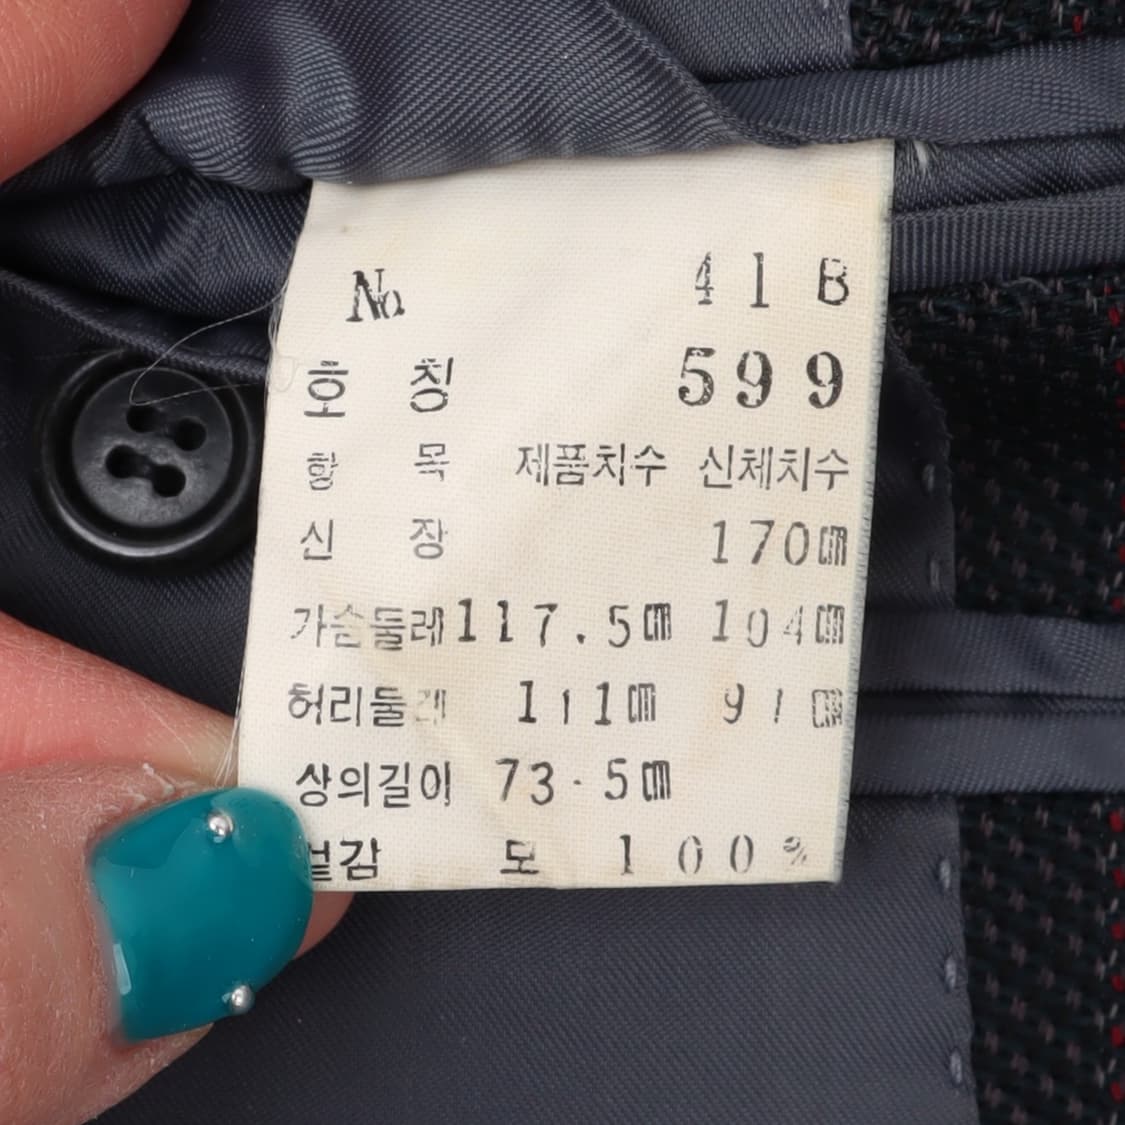 № 41B
호 칭 599
항 목 제품치수 신체치수
신 장 170㎝
가슴둘레 117.5㎝ 104㎝
허리둘레 111㎝ 91㎝
상의길이 73.5㎝
겉감 모 100%